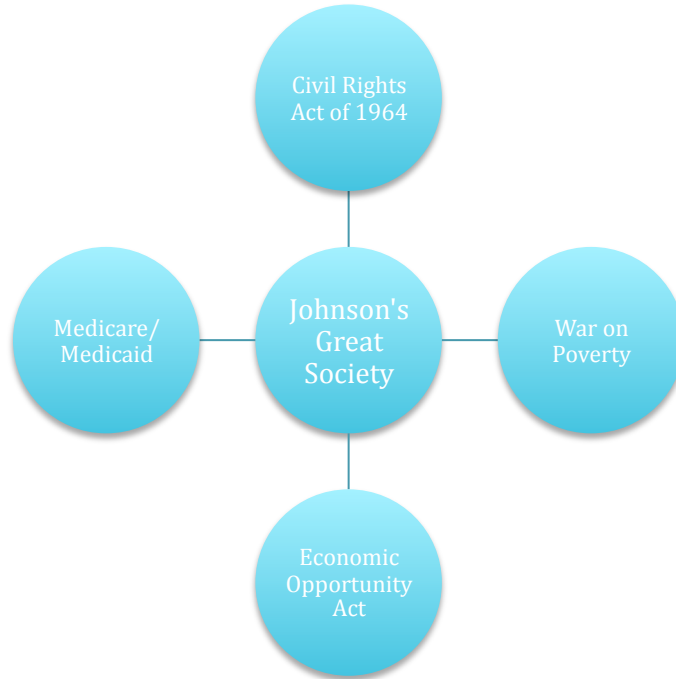 Civil Rights
Act of 1964
Medicare/
Medicaid
Johnson's
Great
Society
War on
Poverty
Economic
Opportunity
Act